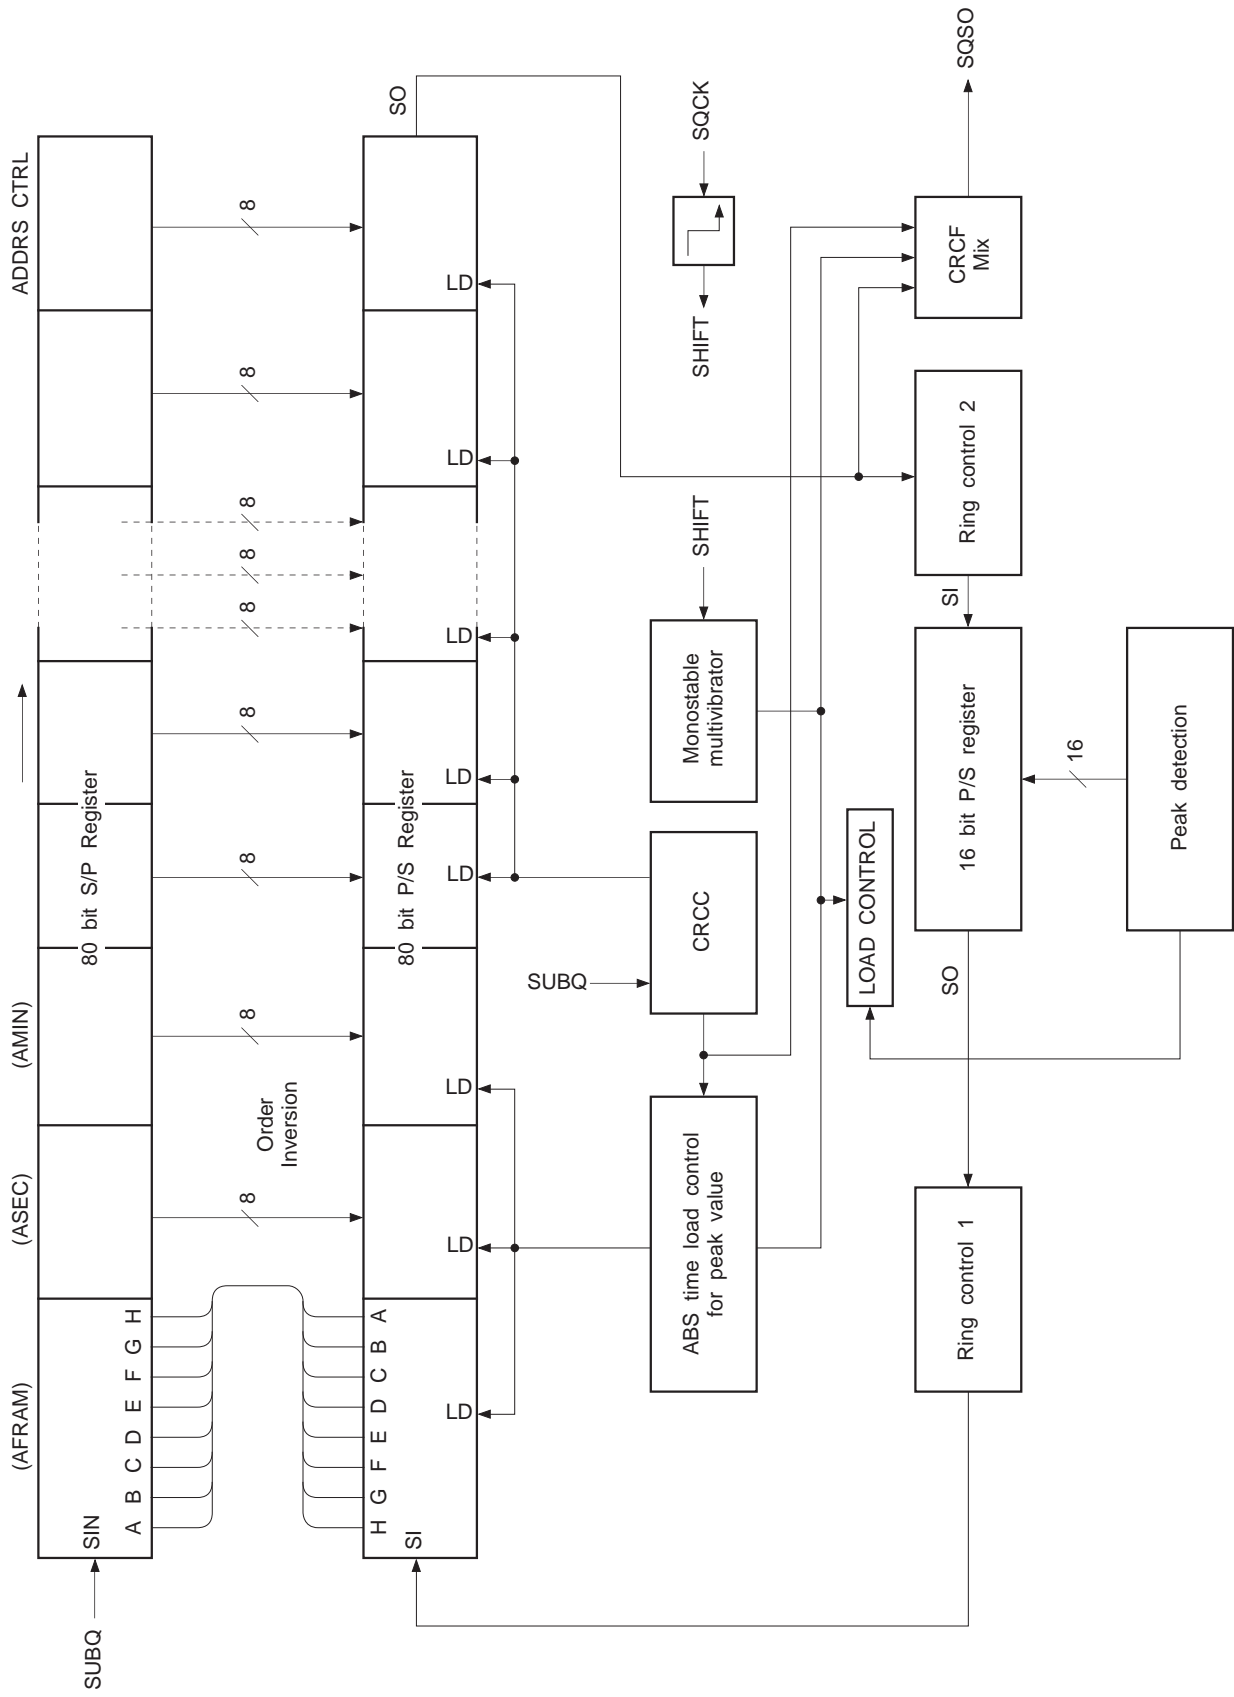 SUBQ
SIN
A B C D E F G H
(AFRAM)
(ASEC)
(AMIN)
80 bit S/P Register
ADDRS CTRL
Order
Inversion
8
8
8
8
8
8
8
8
8
H G F E D C B A
SI
80 bit P/S Register
SO
LD
LD
LD
LD
LD
LD
LD
LD
ABS time load control
for peak value
SUBQ
CRCC
Monostable
multivibrator
SHIFT
SHIFT
SQCK
LOAD CONTROL
Ring control 1
SO
16 bit P/S register
SI
Ring control 2
CRCF
Mix
SQSO
16
Peak detection